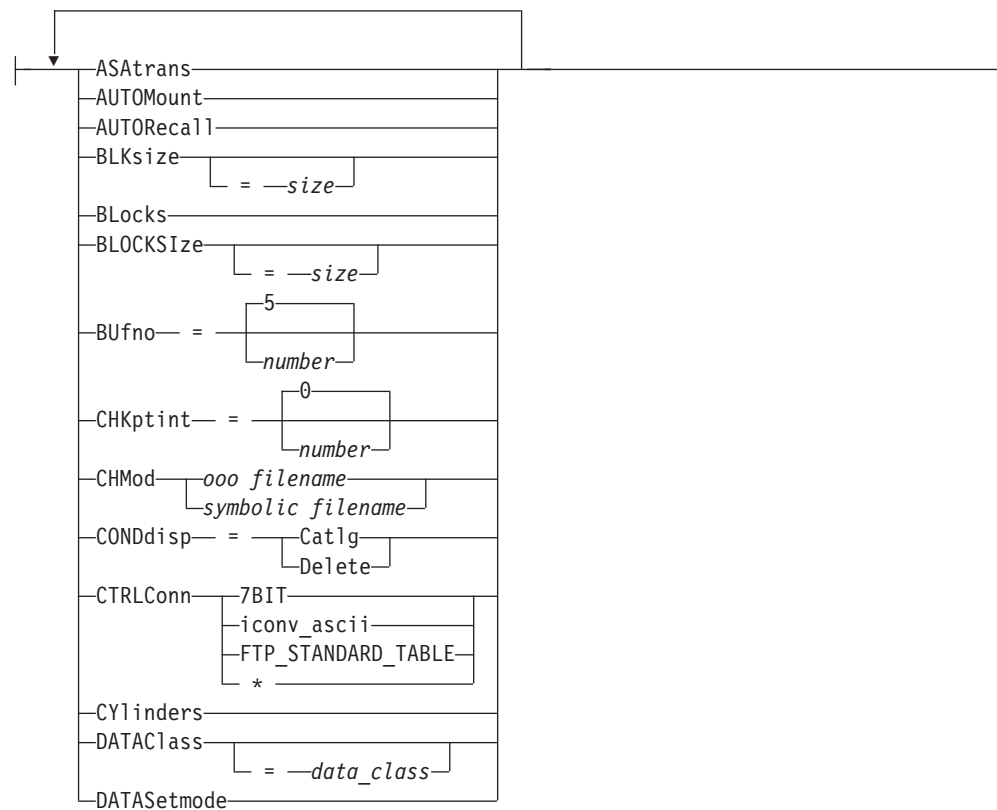 ASAtrans
AUTOMount
AUTORecall
BLKsize
= size
BLocks
BLOCKSIze
= size
5
BUfno =
number
0
CHKptint =
number
CHMod ooo filename
symbolic filename
CONDdisp = Catlg
Delete
CTRLConn 7BIT
iconv_ascii
FTP_STANDARD_TABLE
*
CYlinders
DATAClass
= data_class
DATASetmode